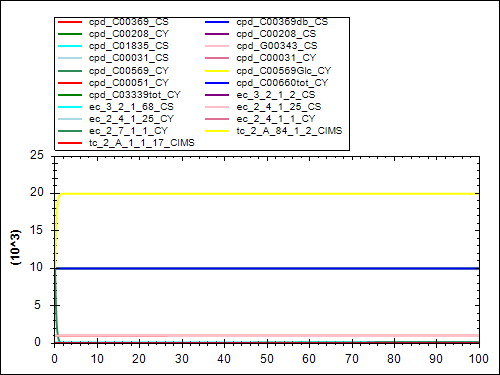 cpd_C00369_CS cpd_C00369db_CS
cpd_C00208_CY cpd_C00208_CS
cpd_C01835_CS cpd_G00343_CS
cpd_C00031_CS cpd_C00031_CY
cpd_C00569_CY cpd_C00569Glc_CY
cpd_C00051_CY cpd_C00660tot_CY
cpd_C03339tot_CY ec_3_2_1_2_CS
ec_3_2_1_68_CS ec_2_4_1_25_CS
ec_2_4_1_25_CY ec_2_4_1_1_CY
ec_2_7_1_1_CY tc_2_A_84_1_2_CIMS
tc_2_A_1_1_17_CIMS
25
20
15
(10^3)
10
5
0
0 10 20 30 40 50 60 70 80 90 100